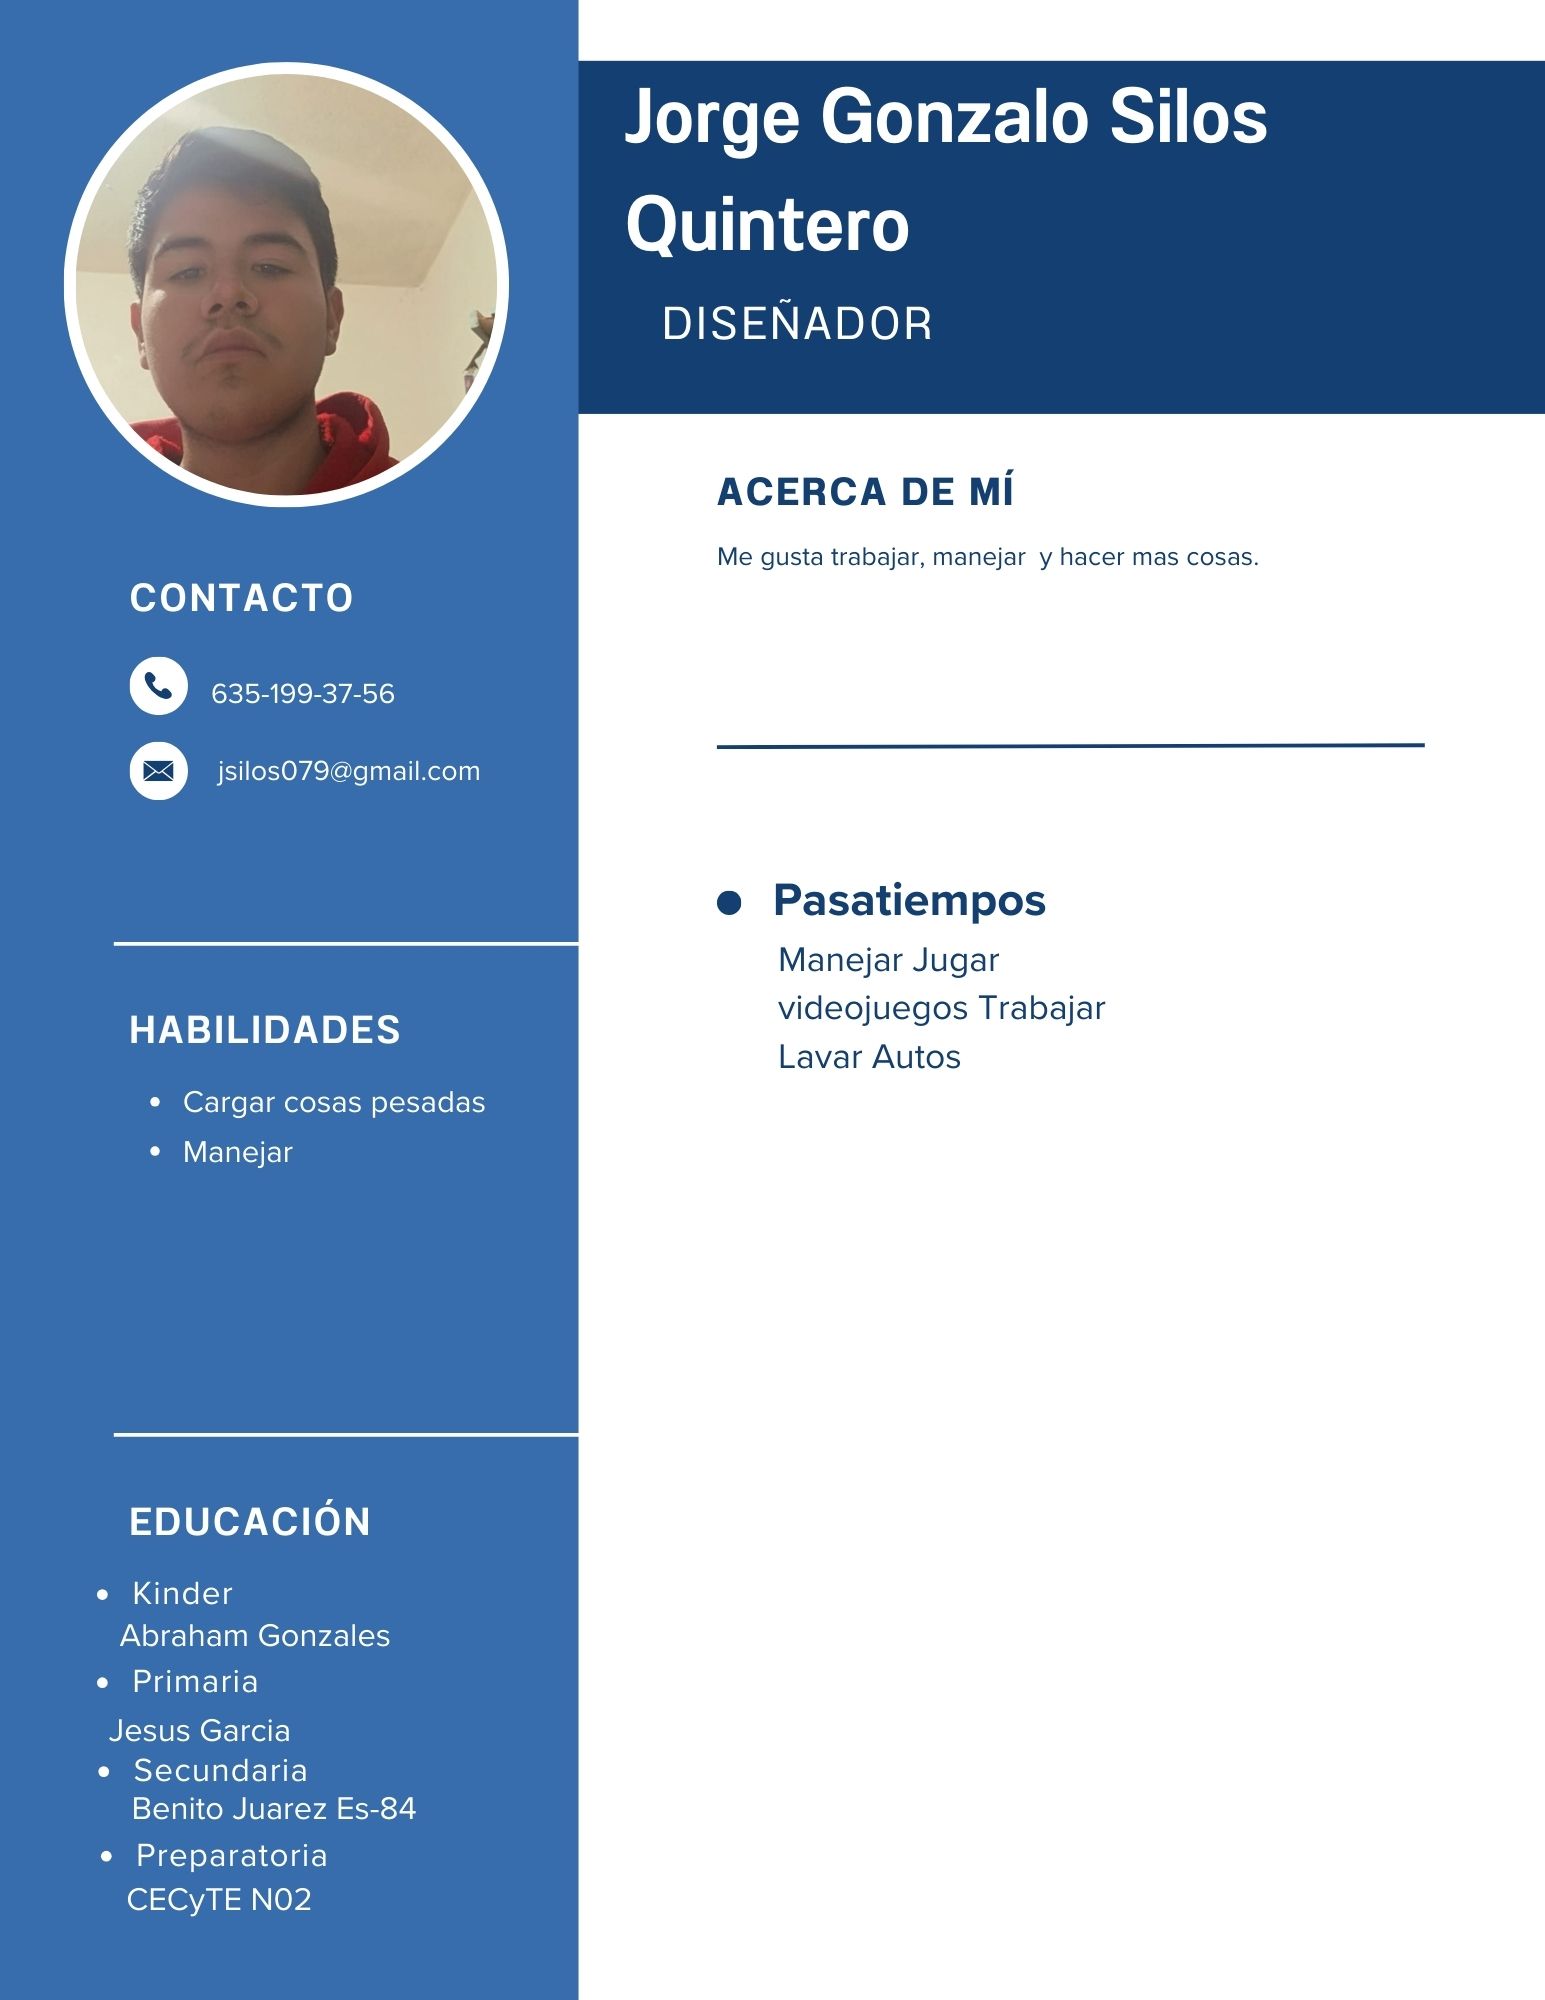 Jorge Gonzalo Silos
Quintero
DISEÑADOR
CONTACTO
635-199-37-56
jsilos079@gmail.com
HABILIDADES
• Cargar cosas pesadas
• Manejar
EDUCACIÓN
• Kinder
Abraham Gonzales
• Primaria
Jesus Garcia
• Secundaria
Benito Juarez Es-84
• Preparatoria
CECyTE N02
ACERCA DE MÍ
Me gusta trabajar, manejar  y hacer mas cosas.
Pasatiempos
Manejar Jugar
videojuegos Trabajar
Lavar Autos